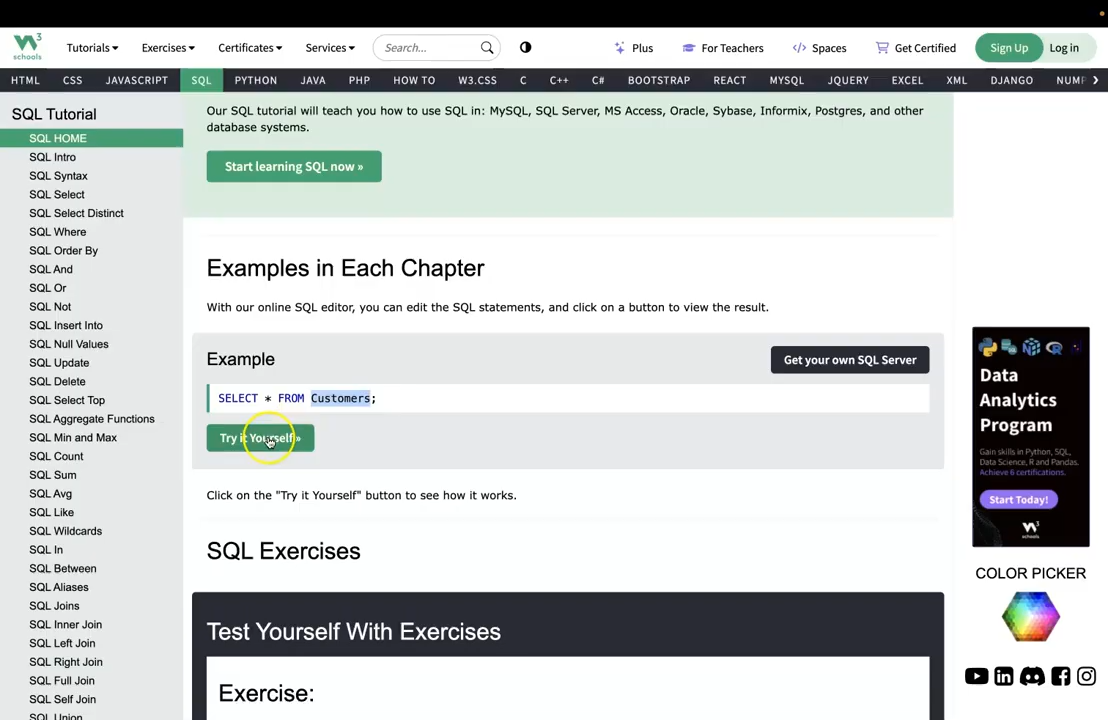 W3
schools
Tutorials Exercises Certificates Services Search... Plus For Teachers Spaces Get Certified Sign Up Log in
HTML CSS JAVASCRIPT SQL PYTHON JAVA PHP HOW TO W3.CSS C C++ C# BOOTSTRAP REACT MYSQL JQUERY EXCEL XML DJANGO NUMP
SQL Tutorial
SQL HOME
SQL Intro
SQL Syntax
SQL Select
SQL Select Distinct
SQL Where
SQL Order By
SQL And
SQL Or
SQL Not
SQL Insert Into
SQL Null Values
SQL Update
SQL Delete
SQL Select Top
SQL Aggregate Functions
SQL Min and Max
SQL Count
SQL Sum
SQL Avg
SQL Like
SQL Wildcards
SQL In
SQL Between
SQL Aliases
SQL Joins
SQL Inner Join
SQL Left Join
SQL Right Join
SQL Full Join
SQL Self Join
SQL Union
Our SQL tutorial will teach you how to use SQL in: MySQL, SQL Server, MS Access, Oracle, Sybase, Informix, Postgres, and other
database systems.
Start learning SQL now »
Examples in Each Chapter
With our online SQL editor, you can edit the SQL statements, and click on a button to view the result.
Example
Get your own SQL Server
SELECT * FROM Customers;
Try it Yourself »
Click on the "Try it Yourself" button to see how it works.
SQL Exercises
Test Yourself With Exercises
Exercise:
Data
Analytics
Program
Gain skills in Python, SQL,
Data Science, R and Pandas.
Achieve 6 certifications.
Start Today!
W3
schools
COLOR PICKER